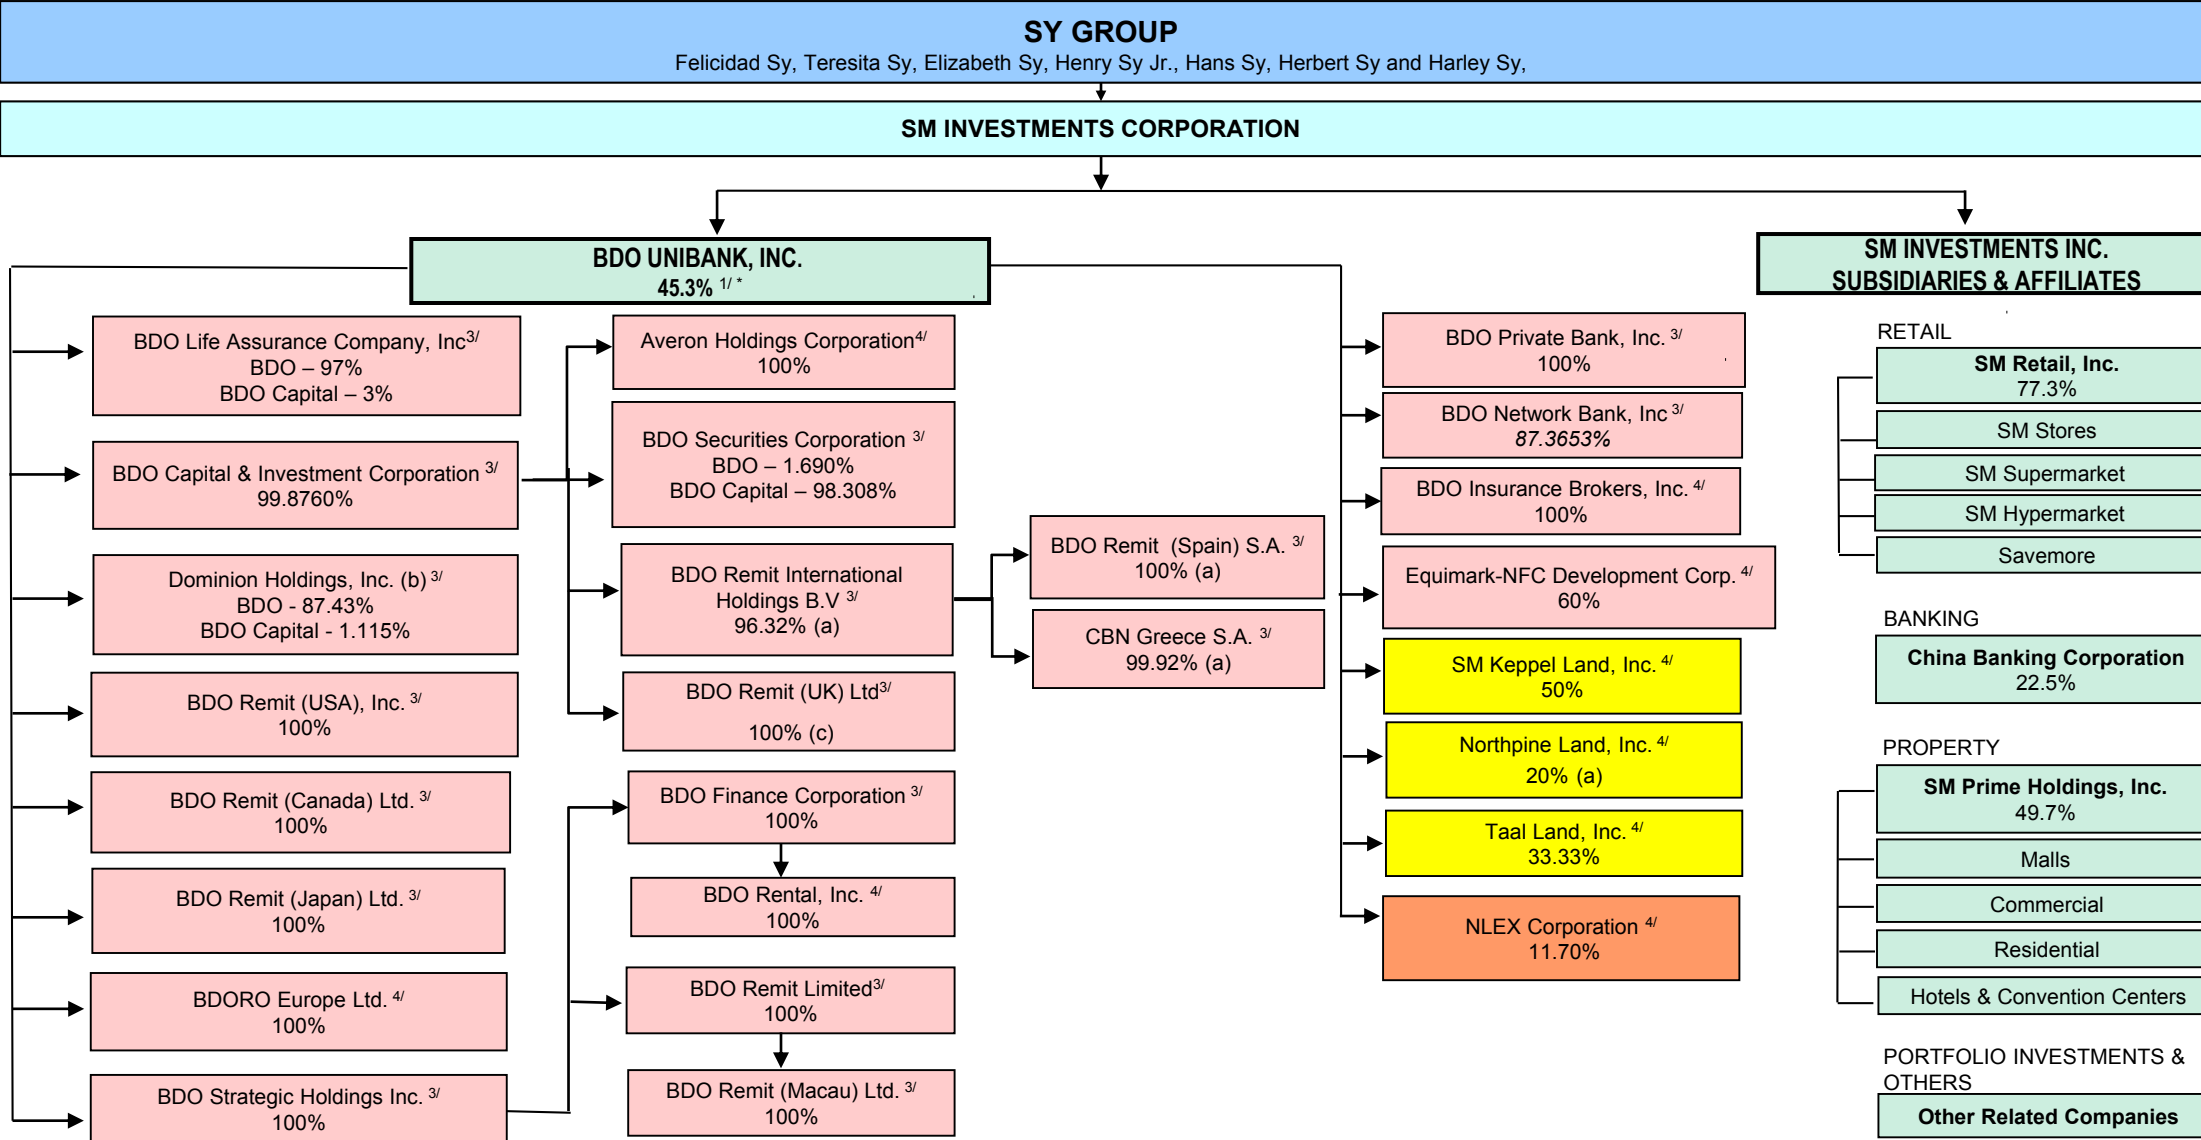 SY GROUP
Felicidad Sy, Teresita Sy, Elizabeth Sy, Henry Sy Jr., Hans Sy, Herbert Sy and Harley Sy,
SM INVESTMENTS CORPORATION
BDO UNIBANK, INC.
45.3% 1/ *
SM INVESTMENTS INC.
SUBSIDIARIES & AFFILIATES
BDO Life Assurance Company, Inc3/
BDO – 97%
BDO Capital – 3%
BDO Capital & Investment Corporation 3/
99.8760%
Dominion Holdings, Inc. (b) 3/
BDO - 87.43%
BDO Capital - 1.115%
BDO Remit (USA), Inc. 3/
100%
BDO Remit (Canada) Ltd. 3/
100%
BDO Remit (Japan) Ltd. 3/
100%
BDORO Europe Ltd. 4/
100%
BDO Strategic Holdings Inc. 3/
100%
Averon Holdings Corporation4/
100%
BDO Securities Corporation 3/
BDO – 1.690%
BDO Capital – 98.308%
BDO Remit International
Holdings B.V 3/
96.32% (a)
BDO Remit (UK) Ltd3/
100% (c)
BDO Finance Corporation 3/
100%
BDO Rental, Inc. 4/
100%
BDO Remit Limited3/
100%
BDO Remit (Macau) Ltd. 3/
100%
BDO Remit (Spain) S.A. 3/
100% (a)
CBN Greece S.A. 3/
99.92% (a)
BDO Private Bank, Inc. 3/
100%
BDO Network Bank, Inc 3/
87.3653%
BDO Insurance Brokers, Inc. 4/
100%
Equimark-NFC Development Corp. 4/
60%
SM Keppel Land, Inc. 4/
50%
Northpine Land, Inc. 4/
20% (a)
Taal Land, Inc. 4/
33.33%
NLEX Corporation 4/
11.70%
RETAIL
SM Retail, Inc.
77.3%
SM Stores
SM Supermarket
SM Hypermarket
Savemore
BANKING
China Banking Corporation
22.5%
PROPERTY
SM Prime Holdings, Inc.
49.7%
Malls
Commercial
Residential
Hotels & Convention Centers
PORTFOLIO INVESTMENTS &
OTHERS
Other Related Companies